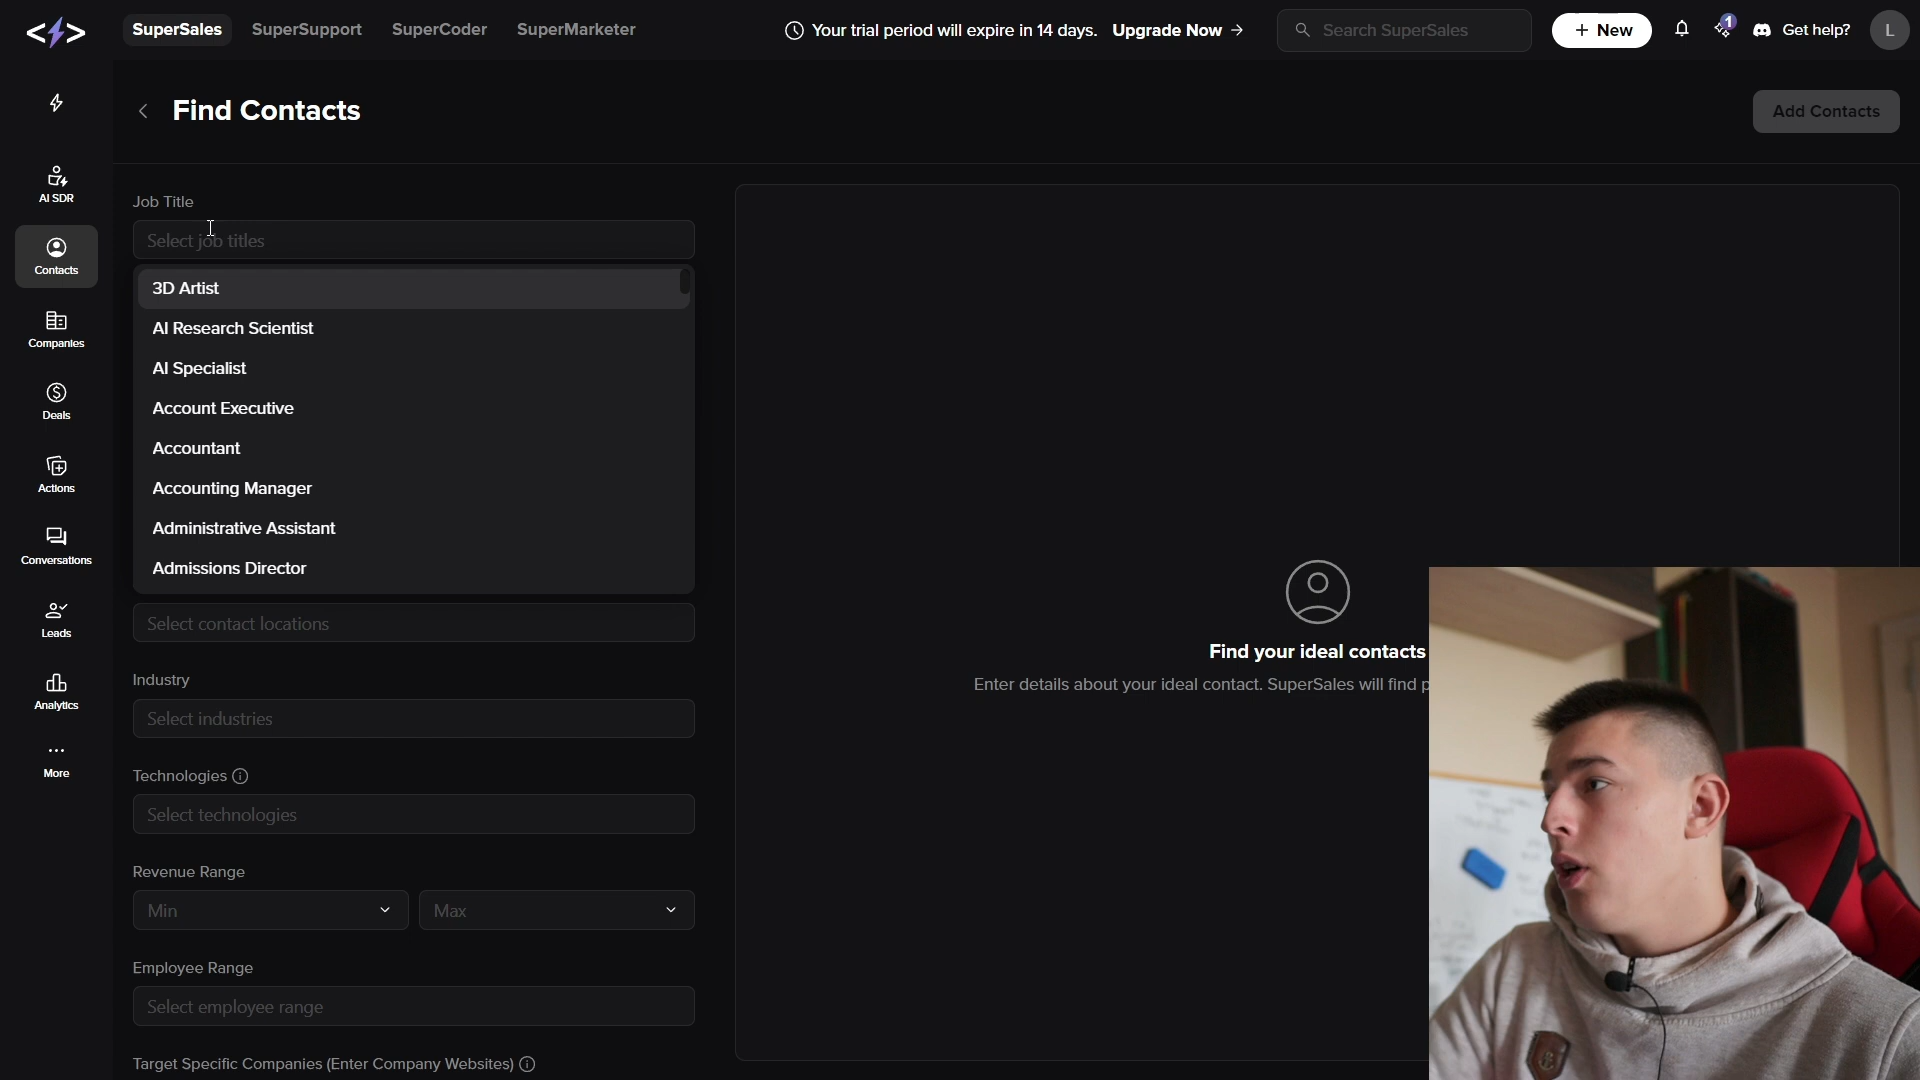 SuperSales SuperSupport SuperCoder SuperMarketer Your trial period will expire in 14 days. Upgrade Now → Search SuperSales + New 1 Get help? L
Find Contacts
Add Contacts
AI SDR
Contacts
Companies
Deals
Actions
Conversations
Leads
Analytics
More
Job Title
Select job titles
3D Artist
AI Research Scientist
AI Specialist
Account Executive
Accountant
Accounting Manager
Administrative Assistant
Admissions Director
Select contact locations
Industry
Select industries
Technologies
Select technologies
Revenue Range
Min Max
Employee Range
Select employee range
Target Specific Companies (Enter Company Websites)
Find your ideal contacts
Enter details about your ideal contact. SuperSales will find